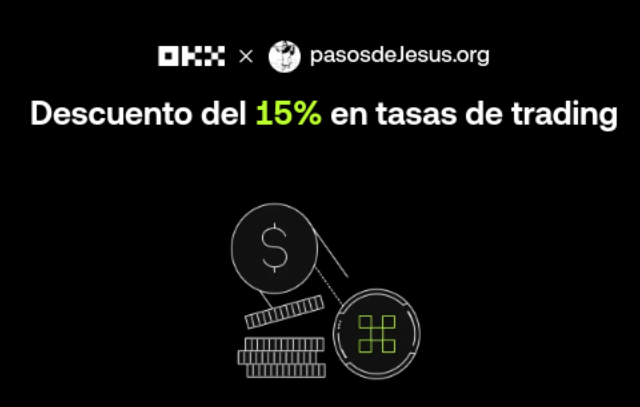 OKX × pasosdeJesus.org
Descuento del 15% en tasas de trading
$